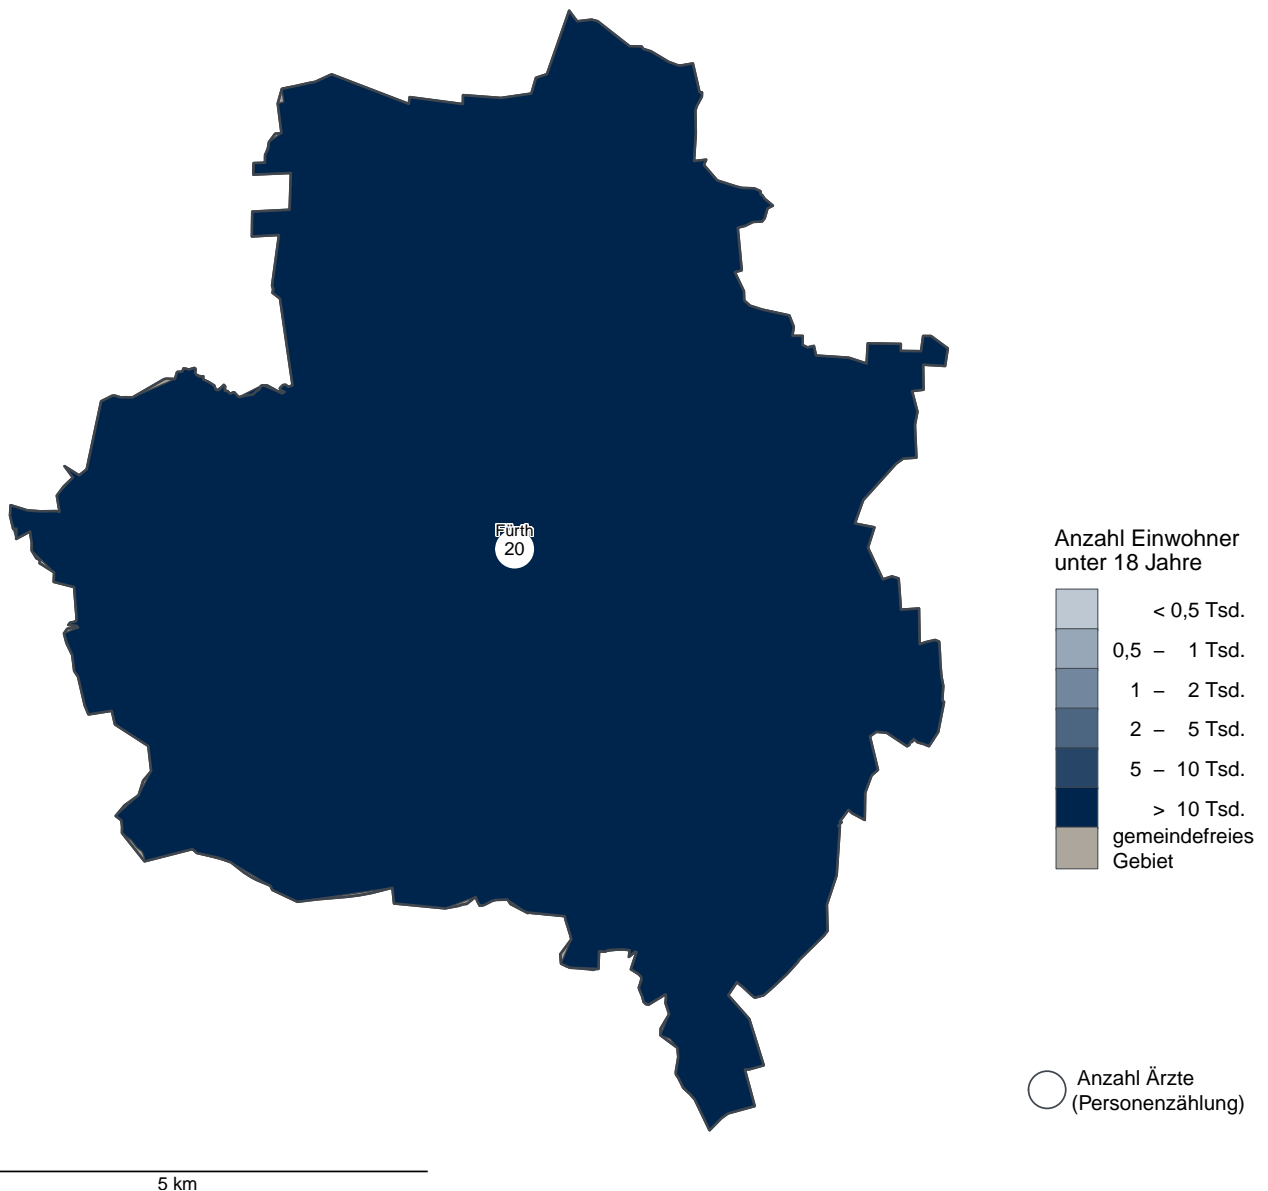 Fürth
20
Anzahl Einwohner
unter 18 Jahre
< 0,5 Tsd.
0,5 – 1 Tsd.
1 – 2 Tsd.
2 – 5 Tsd.
5 – 10 Tsd.
> 10 Tsd.
gemeindefreies
Gebiet
Anzahl Ärzte
(Personenzählung)
5 km